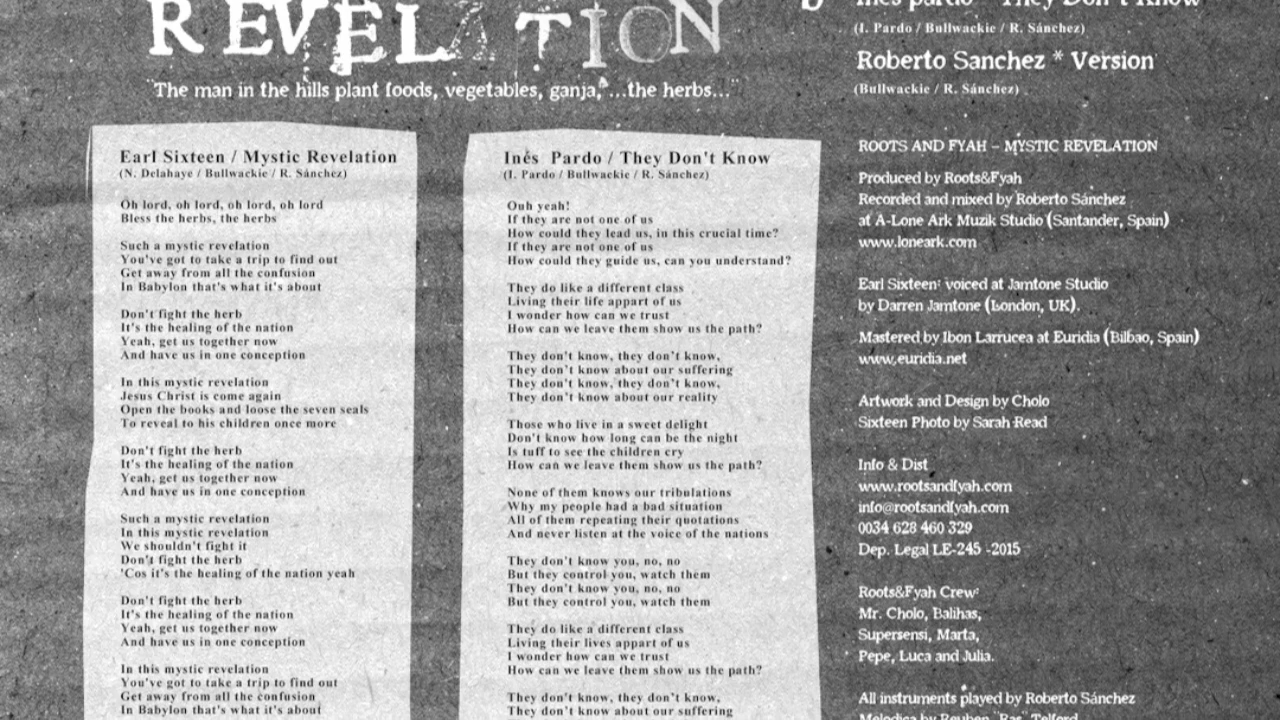 REVELATION
"The man in the hills plant foods, vegetables, ganja,"...the herbs..."
Earl Sixteen / Mystic Revelation
(N. Delahaye / Bullwackie / R. Sánchez)
Oh lord, oh lord, oh lord, oh lord
Bless the herbs, the herbs
Such a mystic revelation
You've got to take a trip to find out
Get away from all the confusion
In Babylon that's what it's about
Don't fight the herb
It's the healing of the nation
Yeah, get us together now
And have us in one conception
In this mystic revelation
Jesus Christ is come again
Open the books and loose the seven seals
To reveal to his children once more
Don't fight the herb
It's the healing of the nation
Yeah, get us together now
And have us in one conception
Such a mystic revelation
In this mystic revelation
We shouldn't fight it
Don't fight the herb
'Cos it's the healing of the nation yeah
Don't fight the herb
It's the healing of the nation
Yeah, get us together now
And have us in one conception
In this mystic revelation
You've got to take a trip to find out
Get away from all the confusion
In Babylon that's what it's about
Inés Pardo / They Don't Know
(I. Pardo / Bullwackie / R. Sánchez)
Ouh yeah!
If they are not one of us
How could they lead us, in this crucial time?
If they are not one of us
How could they guide us, can you understand?
They do like a different class
Living their life appart of us
I wonder how can we trust
How can we leave them show us the path?
They don't know, they don't know,
They don't know about our suffering
They don't know, they don't know,
They don't know about our reality
Those who live in a sweet delight
Don't know how long can be the night
Is tuff to see the children cry
How can we leave them show us the path?
None of them knows our tribulations
Why my people had a bad situation
All of them repeating their quotations
And never listen at the voice of the nations
They don't know you, no, no
But they control you, watch them
They don't know you, no, no
But they control you, watch them
They do like a different class
Living their lives appart of us
I wonder how can we trust
How can we leave them show us the path?
They don't know, they don't know,
They don't know about our suffering
Inés pardo - They Don't Know
(I. Pardo / Bullwackie / R. Sánchez)
Roberto Sanchez * Version
(Bullwackie / R. Sánchez)
ROOTS AND FYAH – MYSTIC REVELATION
Produced by Roots&Fyah
Recorded and mixed by Roberto Sánchez
at A-Lone Ark Muzik Studio (Santander, Spain)
www.loneark.com
Earl Sixteen: voiced at Jamtone Studio
by Darren Jamtone (London, UK).
Mastered by Ibon Larrucea at Euridia (Bilbao, Spain)
www.euridia.net
Artwork and Design by Cholo
Sixteen Photo by Sarah Read
Info & Dist
www.rootsandfyah.com
info@rootsandfyah.com
0034 628 460 329
Dep. Legal LE-245 -2015
Roots&Fyah Crew:
Mr. Cholo, Balihas,
Supersensi, Marta,
Pepe, Luca and Julia.
All instruments played by Roberto Sánchez
Melodica by Reuben "Ras" Telford